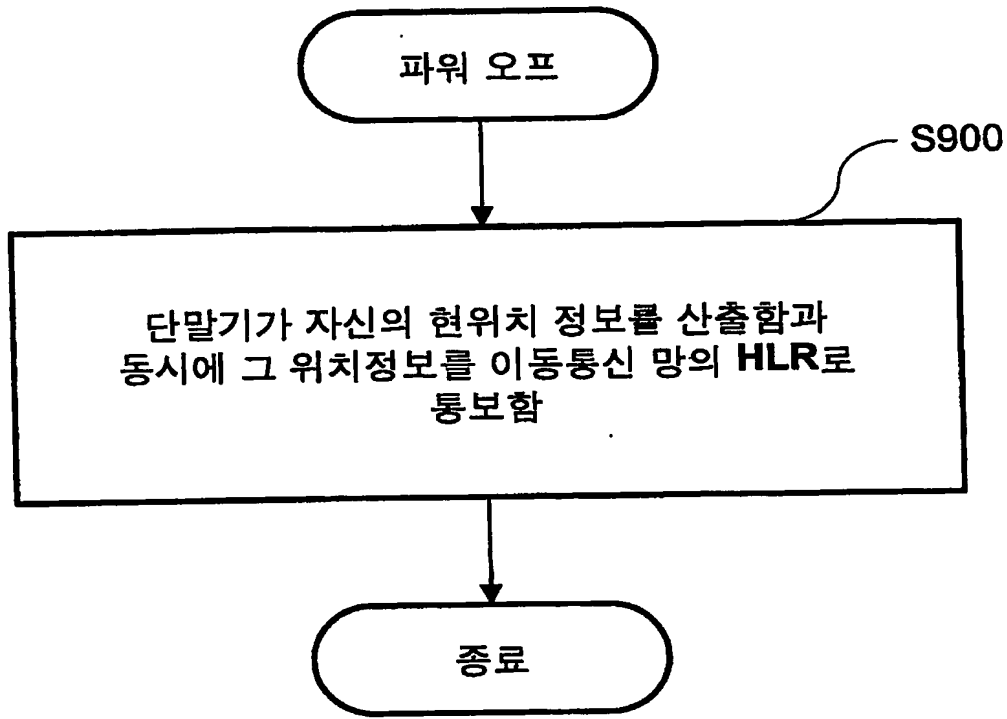 파워 오프
S900
단말기가 자신의 현위치 정보를 산출함과
동시에 그 위치정보를 이동통신 망의 HLR로
통보함
종료